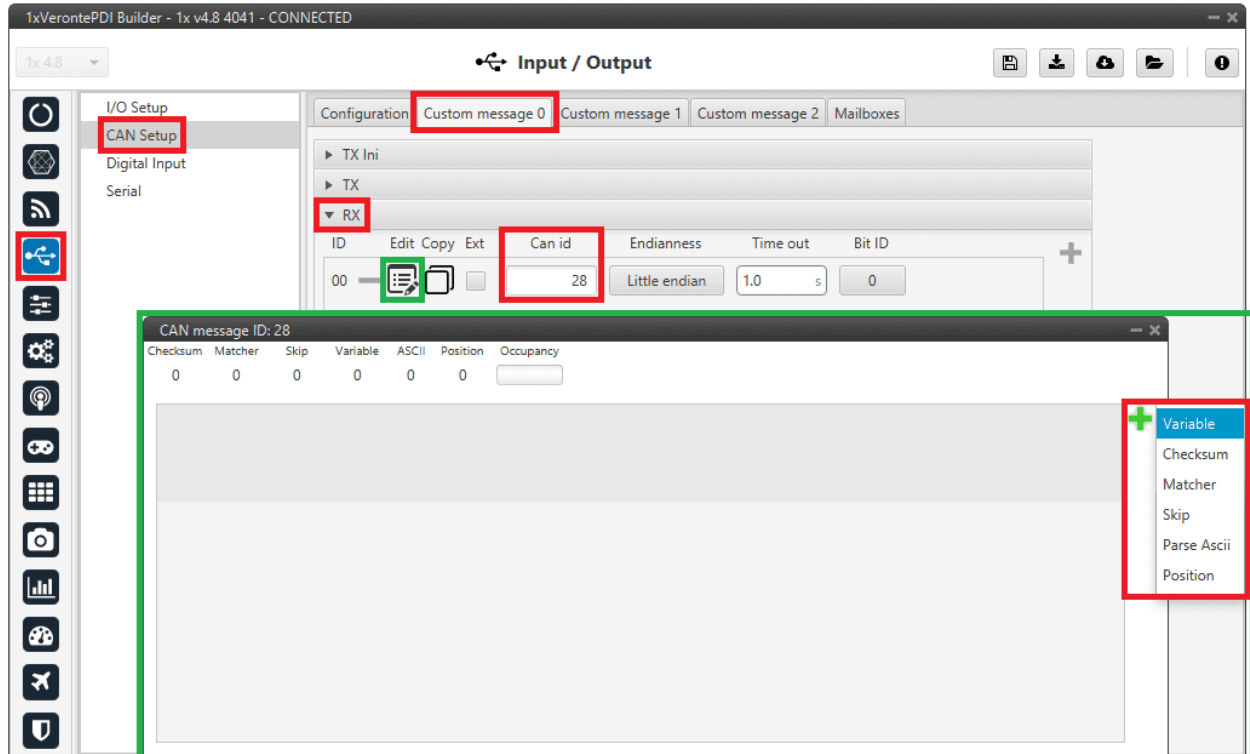 1xVerontePDI Builder - 1x v4.8 4041 - CONNECTED
1x 4.8
Input / Output
I/O Setup
CAN Setup
Digital Input
Serial
Configuration Custom message 0 Custom message 1 Custom message 2 Mailboxes
TX Ini
TX
RX
ID Edit Copy Ext Can id Endianness Time out Bit ID
00 28 Little endian 1.0 s 0
CAN message ID: 28
Checksum Matcher Skip Variable ASCII Position Occupancy
0 0 0 0 0 0
Variable
Checksum
Matcher
Skip
Parse Ascii
Position